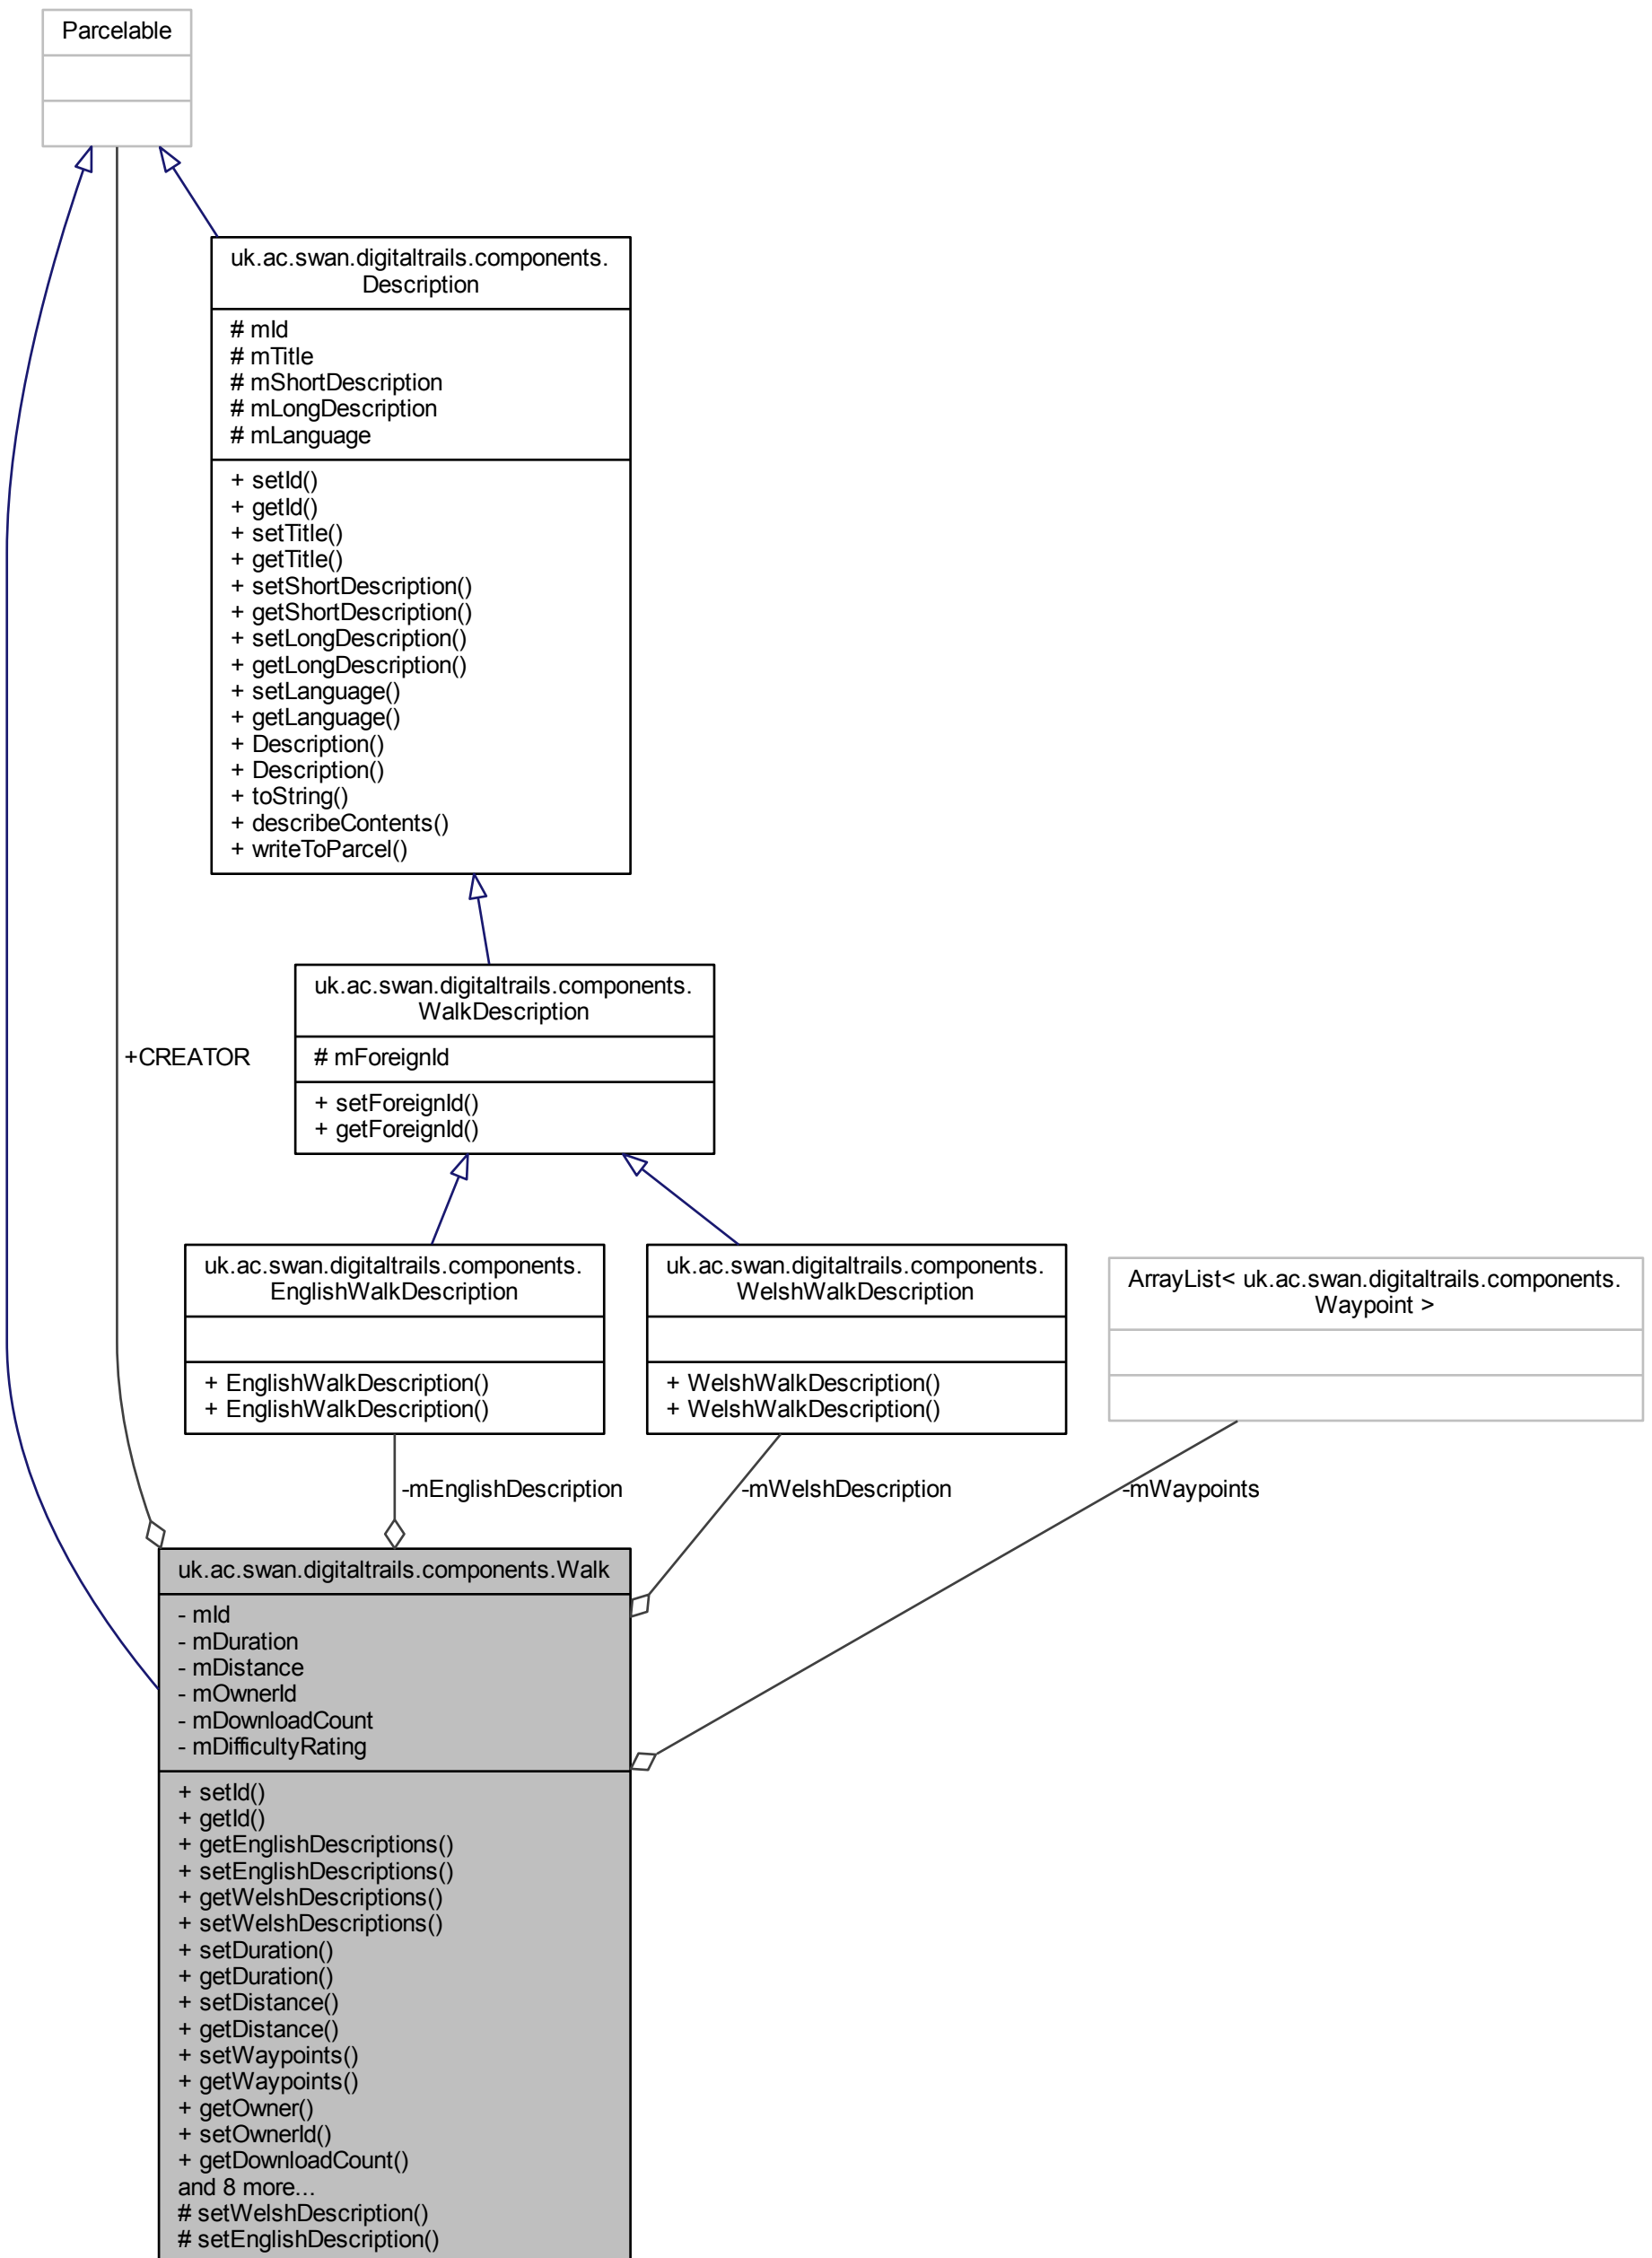 Parcelable
uk.ac.swan.digitaltrails.components.
Description
# mId
# mTitle
# mShortDescription
# mLongDescription
# mLanguage
+ setId()
+ getId()
+ setTitle()
+ getTitle()
+ setShortDescription()
+ getShortDescription()
+ setLongDescription()
+ getLongDescription()
+ setLanguage()
+ getLanguage()
+ Description()
+ Description()
+ toString()
+ describeContents()
+ writeToParcel()
uk.ac.swan.digitaltrails.components.
WalkDescription
# mForeignId
+ setForeignId()
+ getForeignId()
+CREATOR
uk.ac.swan.digitaltrails.components.
EnglishWalkDescription
+ EnglishWalkDescription()
+ EnglishWalkDescription()
uk.ac.swan.digitaltrails.components.
WelshWalkDescription
+ WelshWalkDescription()
+ WelshWalkDescription()
ArrayList< uk.ac.swan.digitaltrails.components.
Waypoint >
-mEnglishDescription
-mWelshDescription
-mWaypoints
uk.ac.swan.digitaltrails.components.Walk
- mId
- mDuration
- mDistance
- mOwnerId
- mDownloadCount
- mDifficultyRating
+ setId()
+ getId()
+ getEnglishDescriptions()
+ setEnglishDescriptions()
+ getWelshDescriptions()
+ setWelshDescriptions()
+ setDuration()
+ getDuration()
+ setDistance()
+ getDistance()
+ setWaypoints()
+ getWaypoints()
+ getOwner()
+ setOwnerId()
+ getDownloadCount()
and 8 more...
# setWelshDescription()
# setEnglishDescription()